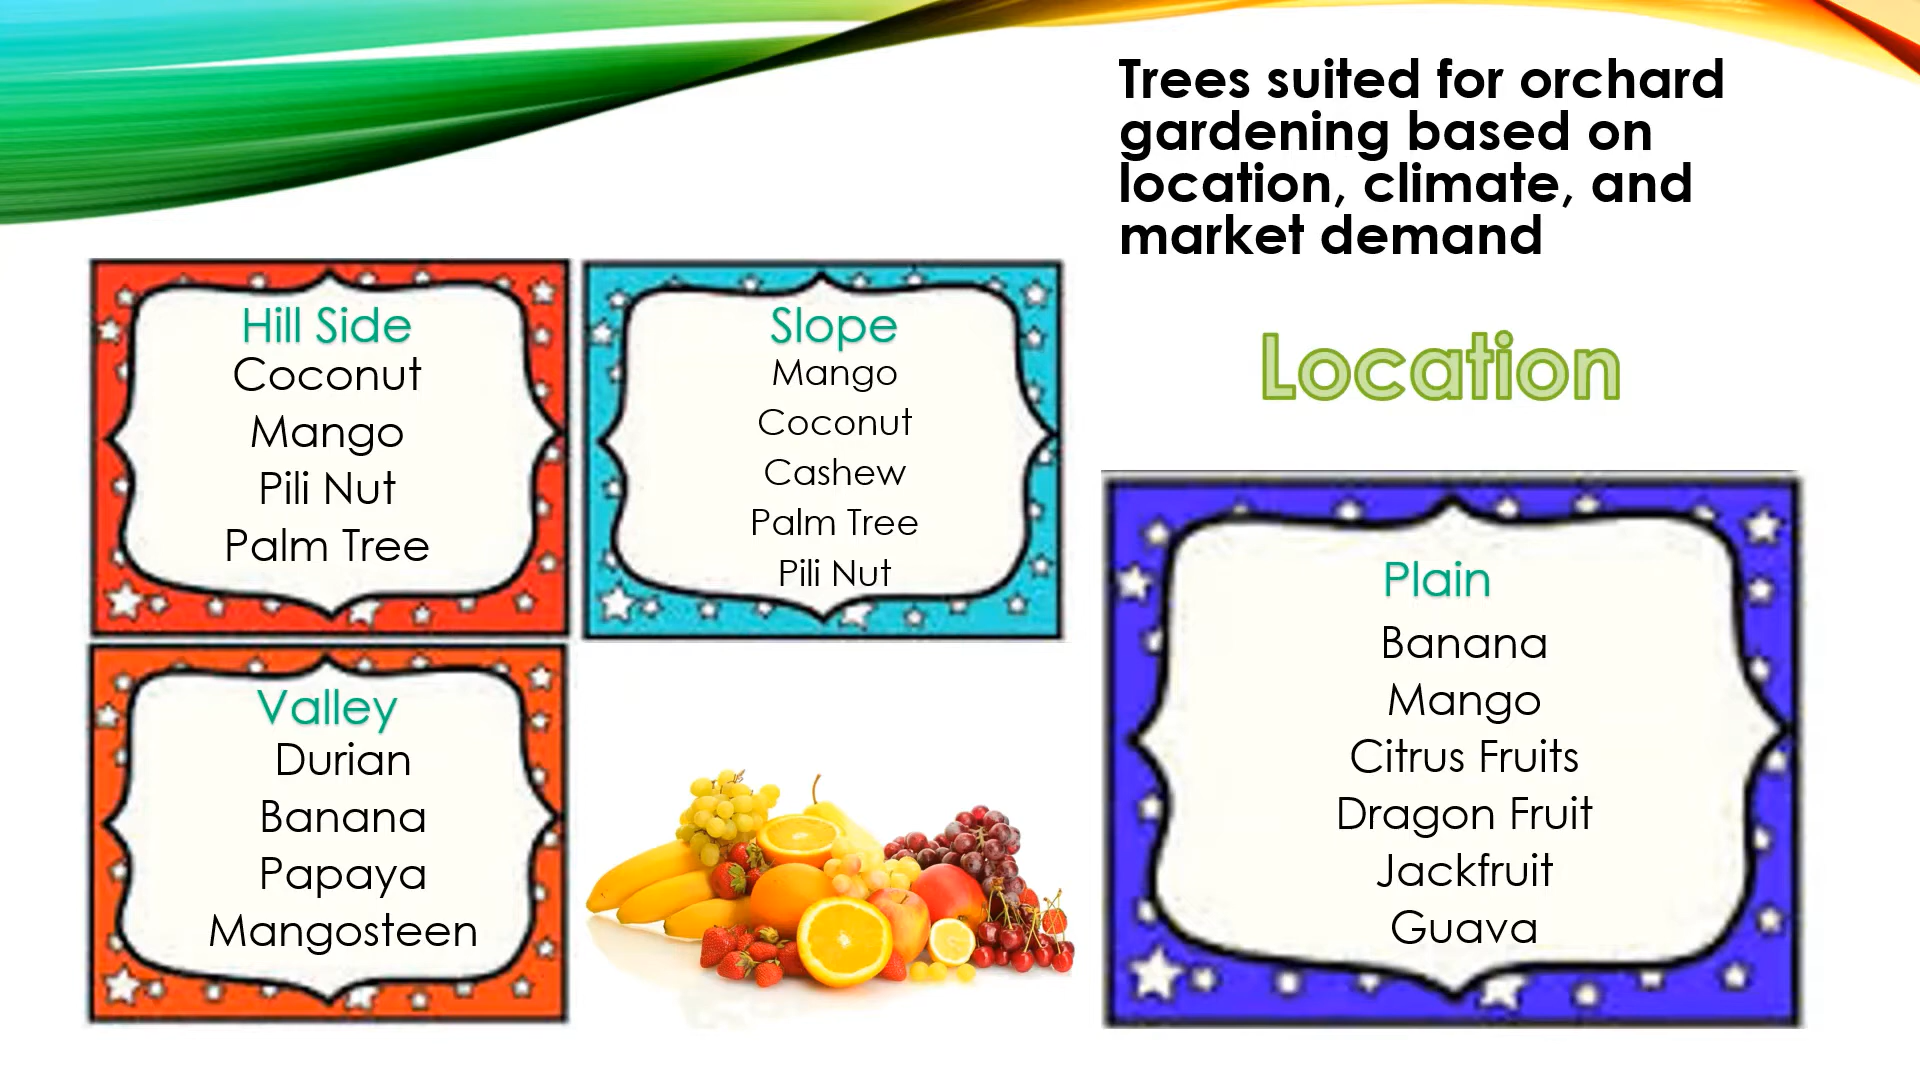 Trees suited for orchard
gardening based on
location, climate, and
market demand
Location
Hill Side
Coconut
Mango
Pili Nut
Palm Tree
Slope
Mango
Coconut
Cashew
Palm Tree
Pili Nut
Valley
Durian
Banana
Papaya
Mangosteen
Plain
Banana
Mango
Citrus Fruits
Dragon Fruit
Jackfruit
Guava